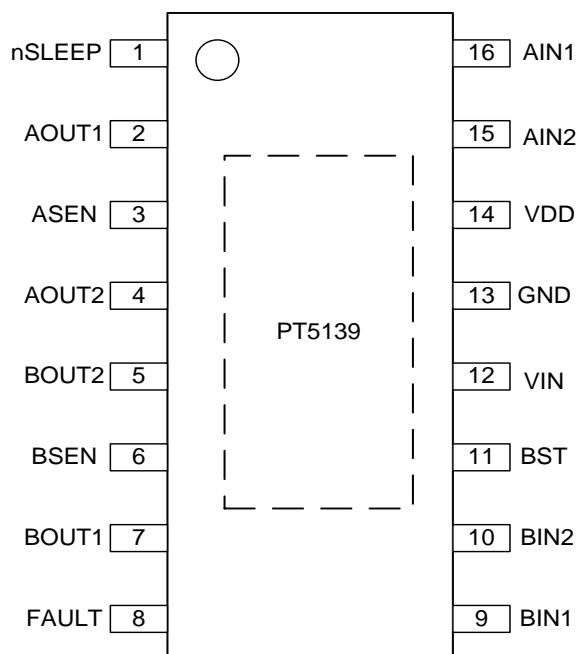 nSLEEP 1 16 AIN1
AOUT1 2 15 AIN2
ASEN 3 14 VDD
AOUT2 4 13 GND
PT5139
BOUT2 5 12 VIN
BSEN 6 11 BST
BOUT1 7 10 BIN2
FAULT 8 9 BIN1